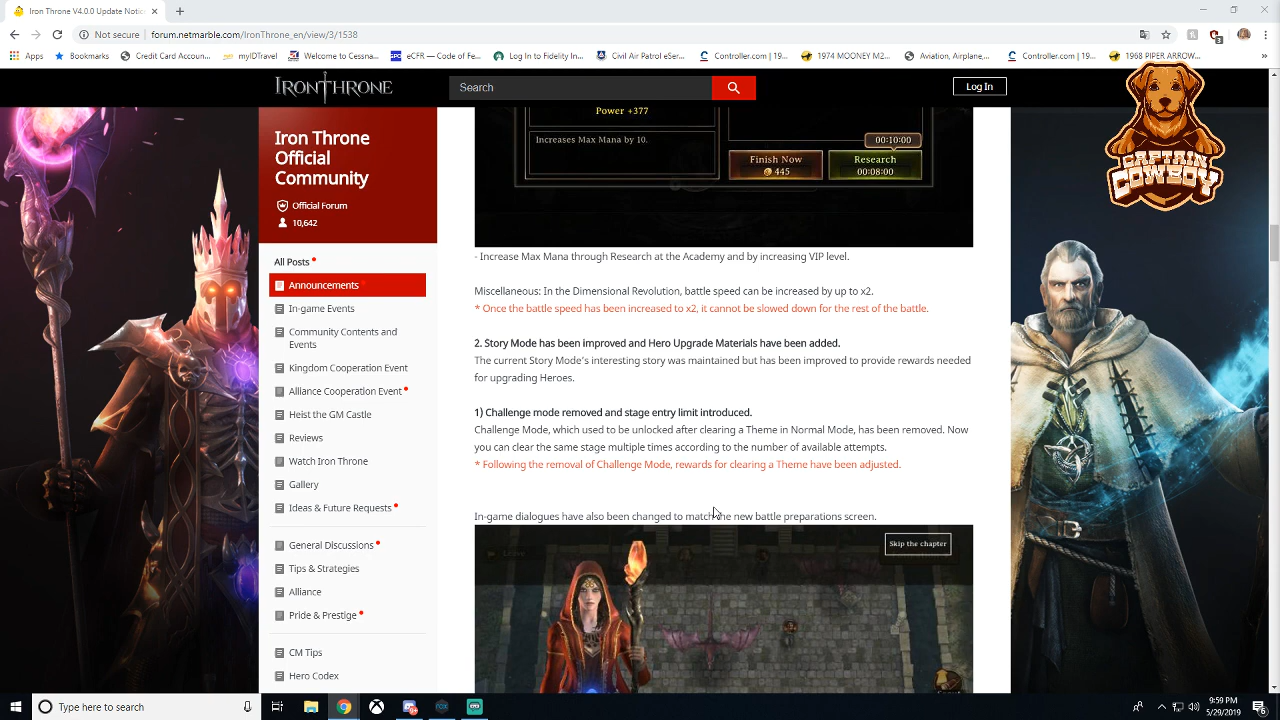 Iron Throne V4.0.0 Update Notic
Not secure | forum.netmarble.com/IronThrone_en/view/3/1538
Apps Bookmarks Credit Card Accoun... myIDTravel Welcome to Cessna... eCFR — Code of Fe... Log In to Fidelity In... Civil Air Patrol eSer... Controller.com | 19... 1974 MOONEY M2... Aviation, Airplane,... Controller.com | 19... 1968 PIPER ARROW...
IRONTHRONE
Search
Log In
CAPTAIN
COWBOY
Iron Throne
Official
Community
Official Forum
10,642
All Posts
Announcements
In-game Events
Community Contents and
Events
Kingdom Cooperation Event
Alliance Cooperation Event
Heist the GM Castle
Reviews
Watch Iron Throne
Gallery
Ideas & Future Requests
General Discussions
Tips & Strategies
Alliance
Pride & Prestige
CM Tips
Hero Codex
Power +377
Increases Max Mana by 10.
00:10:00
Finish Now
445
Research
00:08:00
- Increase Max Mana through Research at the Academy and by increasing VIP level.
Miscellaneous: In the Dimensional Revolution, battle speed can be increased by up to x2.
* Once the battle speed has been increased to x2, it cannot be slowed down for the rest of the battle.
2. Story Mode has been improved and Hero Upgrade Materials have been added.
The current Story Mode's interesting story was maintained but has been improved to provide rewards needed
for upgrading Heroes.
1) Challenge mode removed and stage entry limit introduced.
Challenge Mode, which used to be unlocked after clearing a Theme in Normal Mode, has been removed. Now
you can clear the same stage multiple times according to the number of available attempts.
* Following the removal of Challenge Mode, rewards for clearing a Theme have been adjusted.
In-game dialogues have also been changed to match the new battle preparations screen.
Leave
Skip the chapter
Type here to search
9:59 PM
5/29/2019